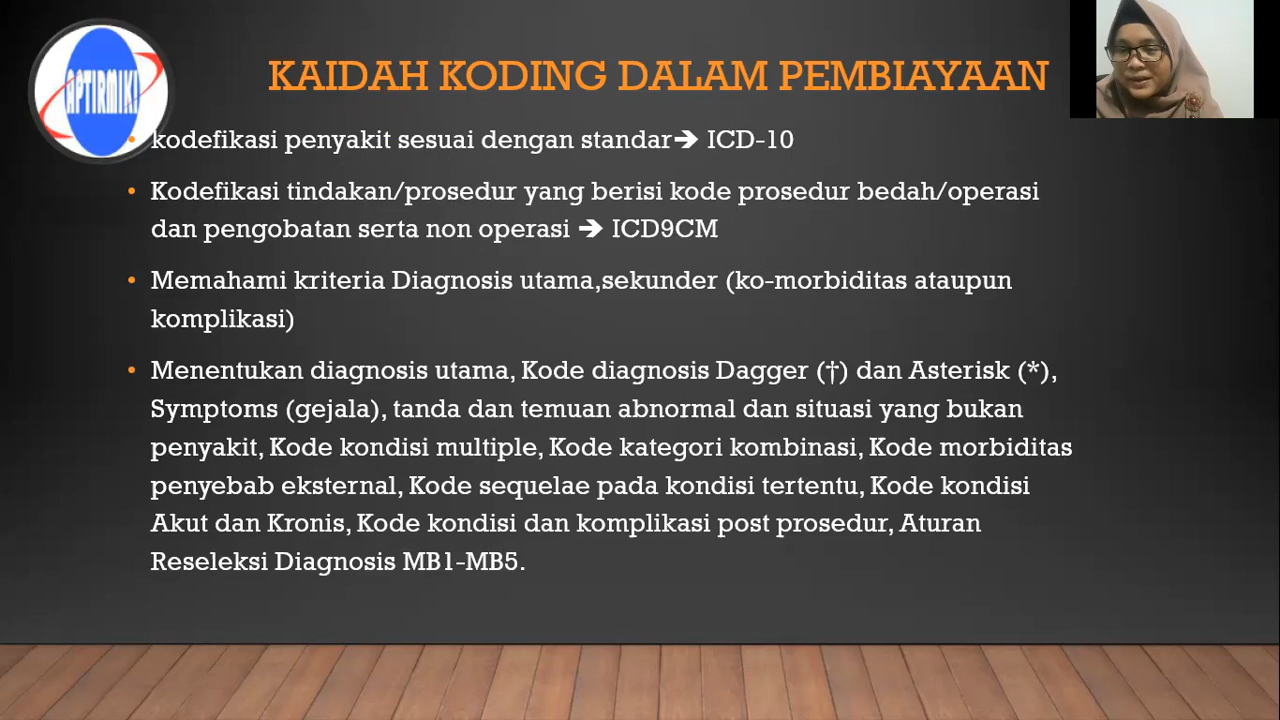 APTIRMIKI
KAIDAH KODING DALAM PEMBIAYAAN
• kodefikasi penyakit sesuai dengan standar➔ ICD-10
• Kodefikasi tindakan/prosedur yang berisi kode prosedur bedah/operasi
dan pengobatan serta non operasi ➔ ICD9CM
• Memahami kriteria Diagnosis utama,sekunder (ko-morbiditas ataupun
komplikasi)
• Menentukan diagnosis utama, Kode diagnosis Dagger (†) dan Asterisk (*),
Symptoms (gejala), tanda dan temuan abnormal dan situasi yang bukan
penyakit, Kode kondisi multiple, Kode kategori kombinasi, Kode morbiditas
penyebab eksternal, Kode sequelae pada kondisi tertentu, Kode kondisi
Akut dan Kronis, Kode kondisi dan komplikasi post prosedur, Aturan
Reseleksi Diagnosis MB1-MB5.